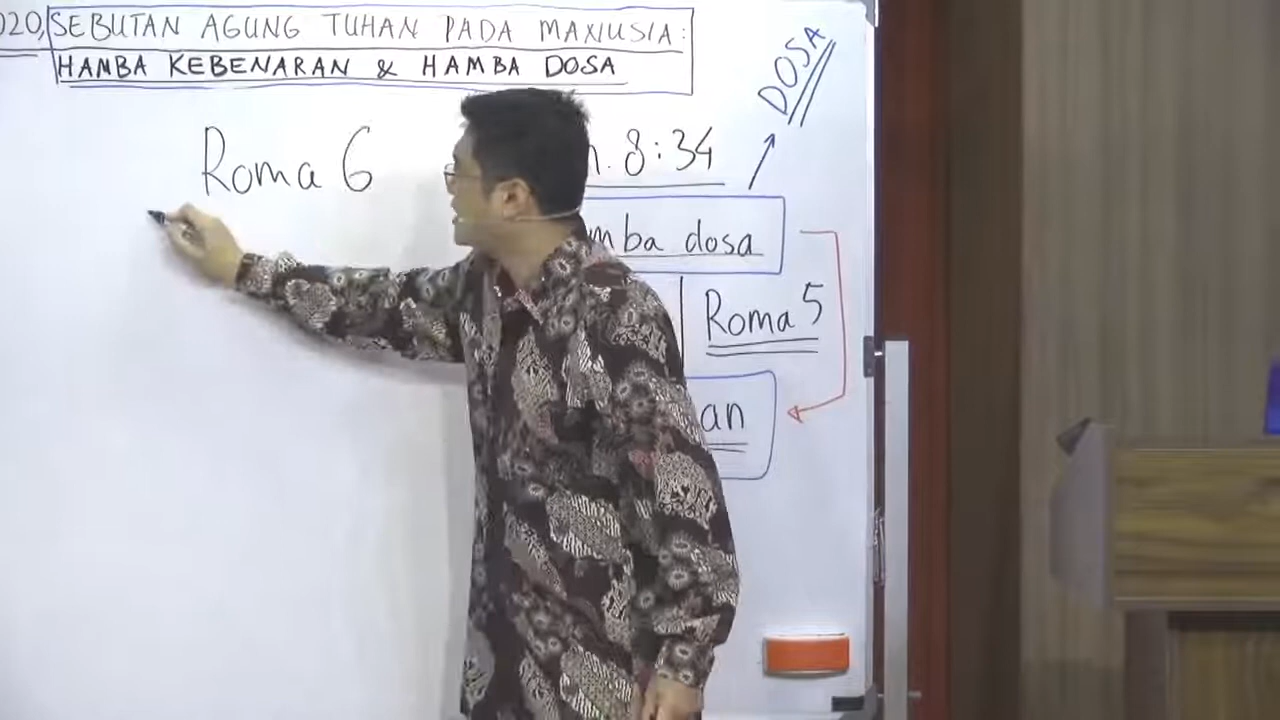 020, SEBUTAN AGUNG TUHAN PADA MANUSIA:
HAMBA KEBENARAN & HAMBA DOSA
DOSA
Roma 6
8:34
mba dosa
Roma 5
an